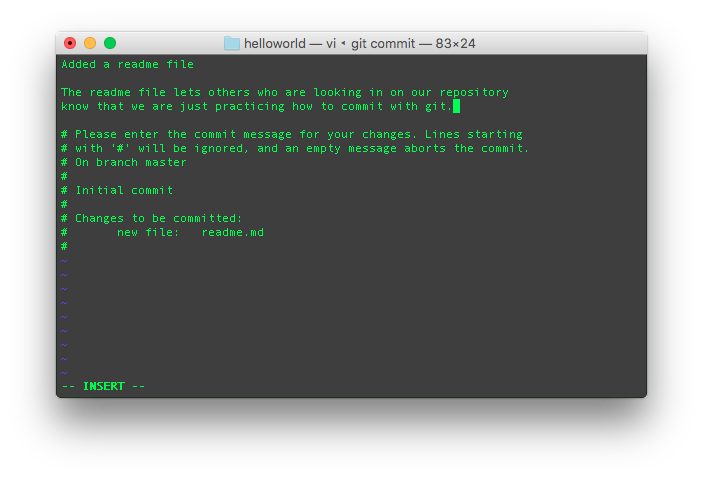 helloworld — vi ◂ git commit — 83×24
Added a readme file
The readme file lets others who are looking in on our repository
know that we are just practicing how to commit with git.
# Please enter the commit message for your changes. Lines starting
# with '#' will be ignored, and an empty message aborts the commit.
# On branch master
#
# Initial commit
#
# Changes to be committed:
#       new file:   readme.md
#
~
~
~
~
~
~
~
~
~
-- INSERT --